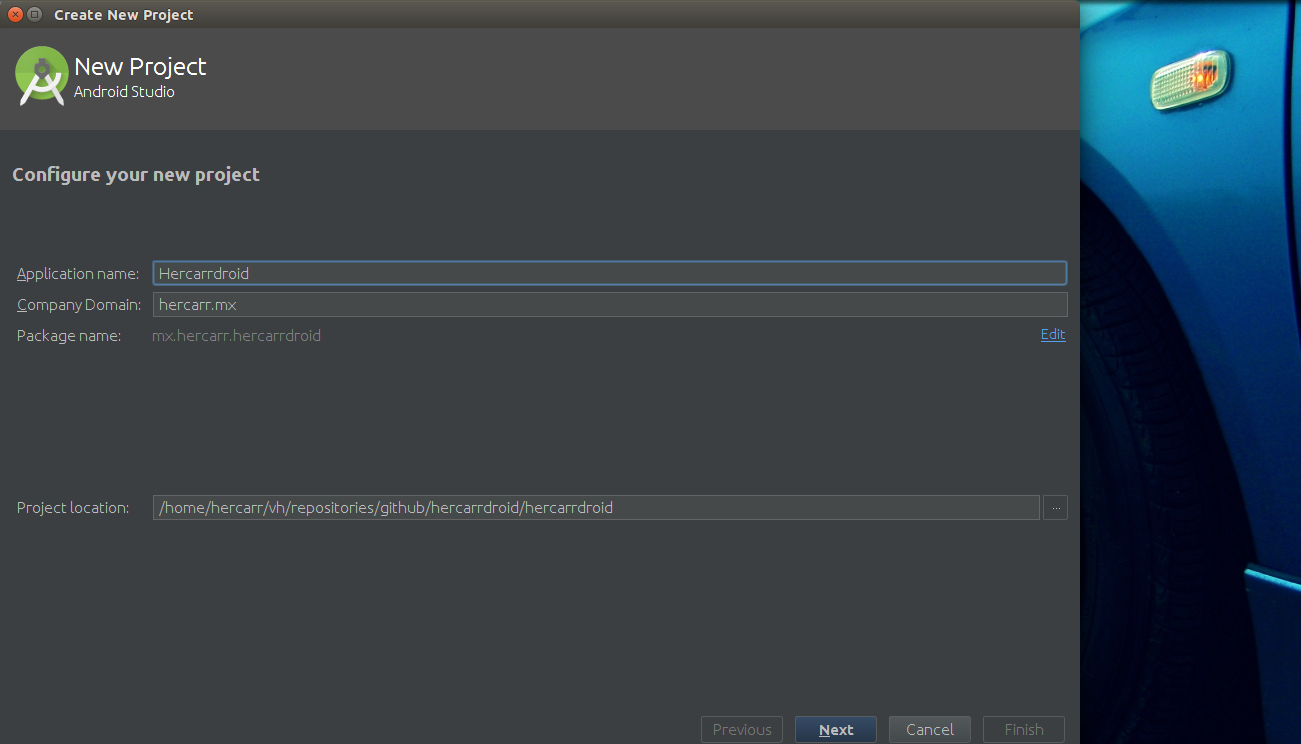 Create New Project
New Project
Android Studio
Configure your new project
Application name: Hercarrdroid
Company Domain: hercarr.mx
Package name: mx.hercarr.hercarrdroid Edit
Project location: /home/hercarr/vh/repositories/github/hercarrdroid/hercarrdroid ...
Previous Next Cancel Finish